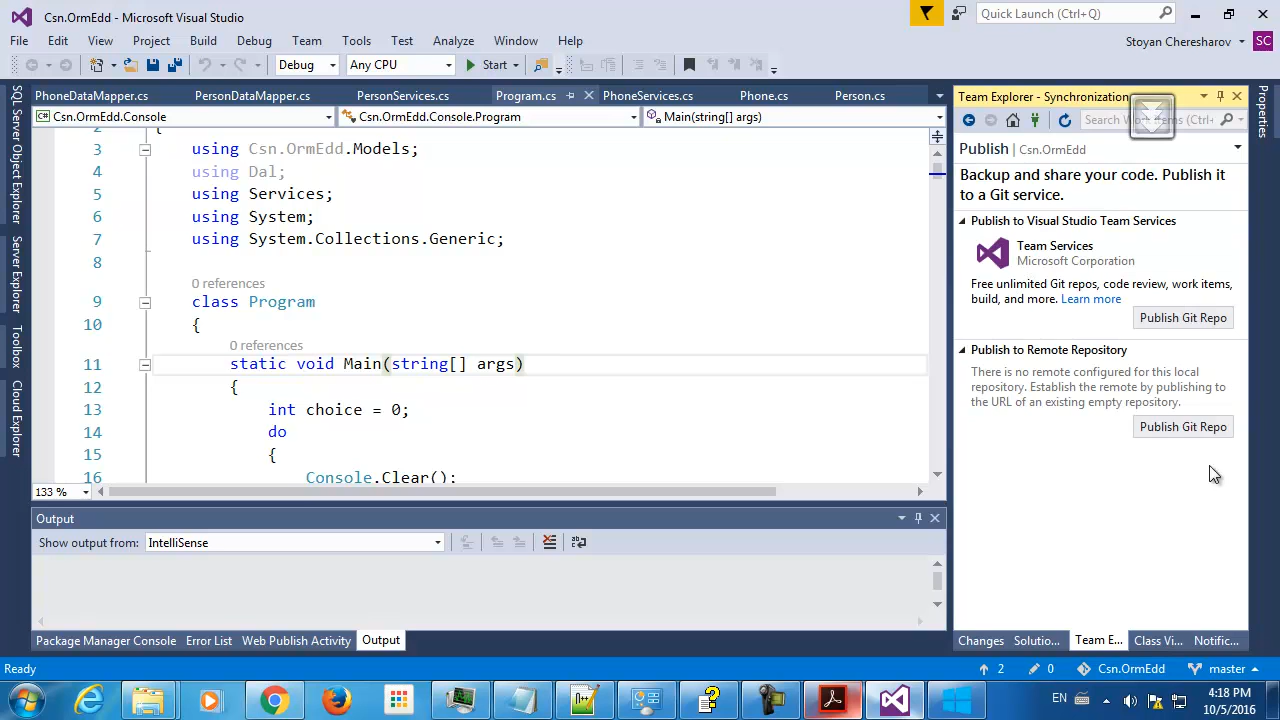 Csn.OrmEdd - Microsoft Visual Studio
Quick Launch (Ctrl+Q)
File Edit View Project Build Debug Team Tools Test Analyze Window Help
Stoyan Cheresharov
SC
Debug
Any CPU
Start
SQL Server Object Explorer
Server Explorer
Toolbox
Cloud Explorer
PhoneDataMapper.cs PersonDataMapper.cs PersonServices.cs Program.cs PhoneServices.cs Phone.cs Person.cs
Csn.OrmEdd.Console
Csn.OrmEdd.Console.Program
Main(string[] args)
2 {
3 using Csn.OrmEdd.Models;
4 using Dal;
5 using Services;
6 using System;
7 using System.Collections.Generic;
8
0 references
9 class Program
10 {
0 references
11 static void Main(string[] args)
12 {
13 int choice = 0;
14 do
15 {
16 Console.Clear();
133 %
Output
Show output from: IntelliSense
Package Manager Console Error List Web Publish Activity Output
Team Explorer - Synchronization
Publish | Csn.OrmEdd
Backup and share your code. Publish it
to a Git service.
Publish to Visual Studio Team Services
Team Services
Microsoft Corporation
Free unlimited Git repos, code review, work items,
build, and more. Learn more
Publish Git Repo
Publish to Remote Repository
There is no remote configured for this local
repository. Establish the remote by publishing to
the URL of an existing empty repository.
Publish Git Repo
Changes Solutio... Team E... Class Vi... Notific...
Properties
Ready
2 0 Csn.OrmEdd master
EN
4:18 PM
10/5/2016